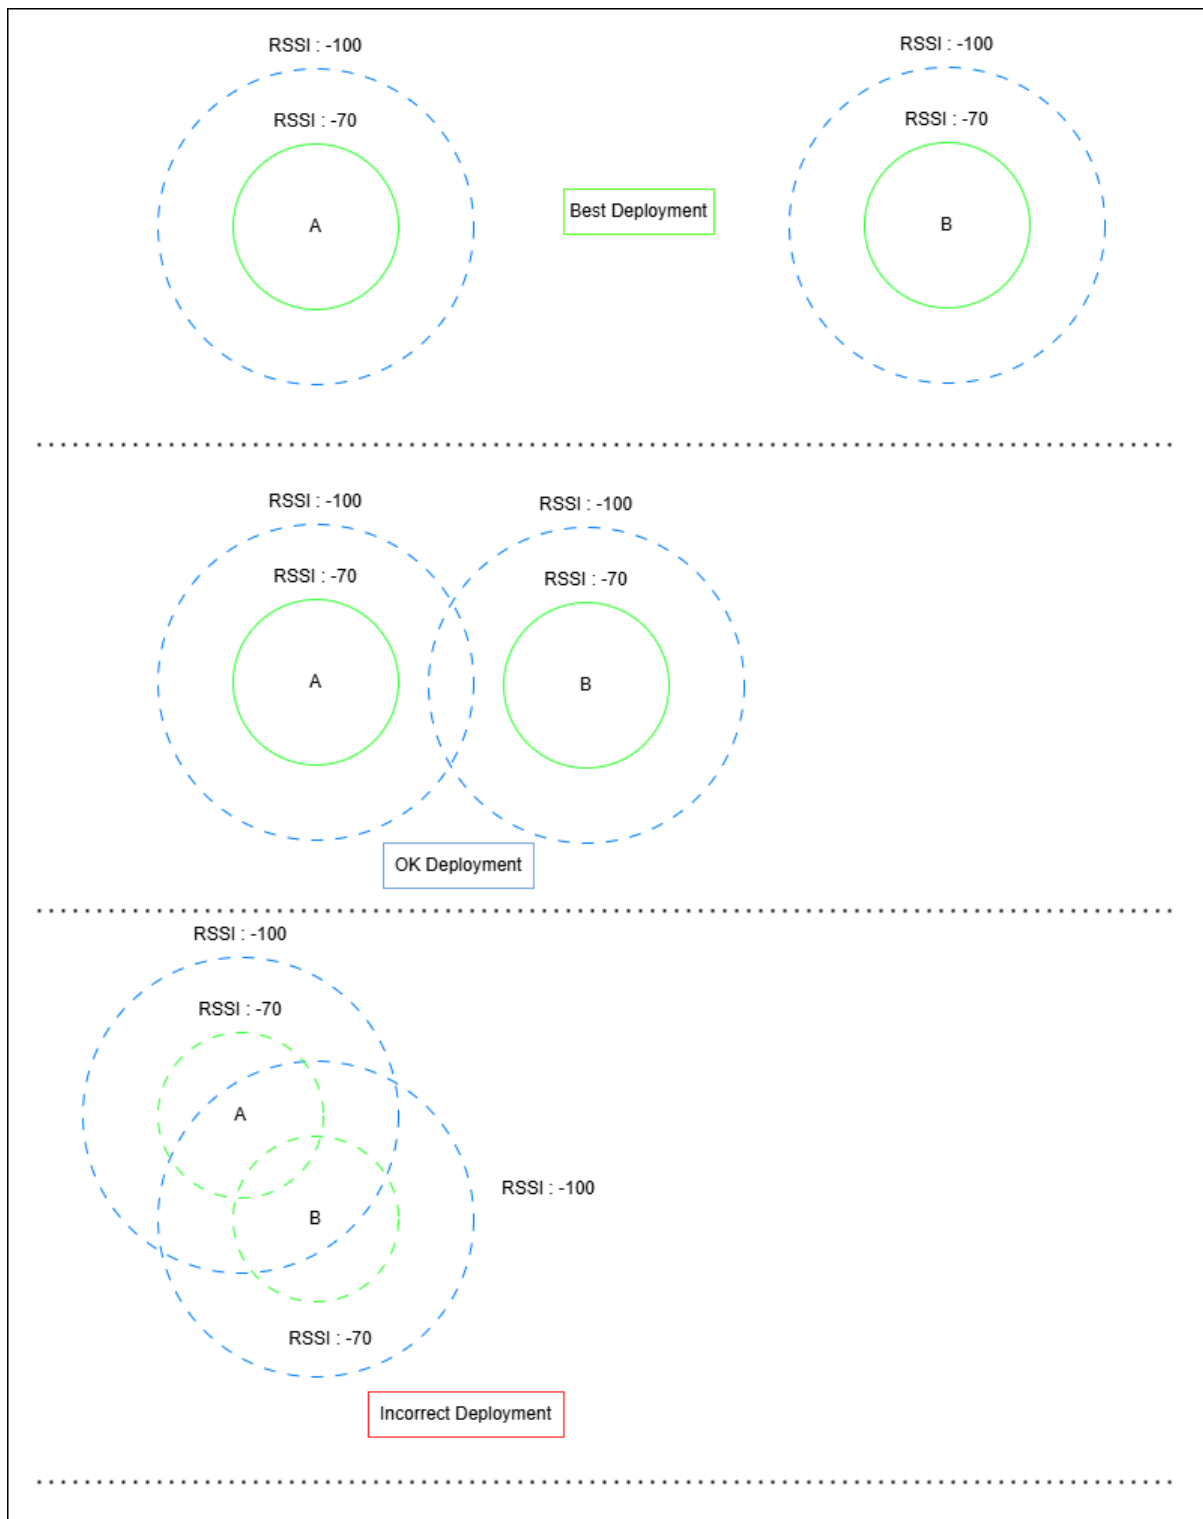 RSSI : -100
RSSI : -100
RSSI : -70
RSSI : -70
A
Best Deployment
B
RSSI : -100
RSSI : -100
RSSI : -70
RSSI : -70
A
B
OK Deployment
RSSI : -100
RSSI : -70
A
RSSI : -100
B
RSSI : -70
Incorrect Deployment